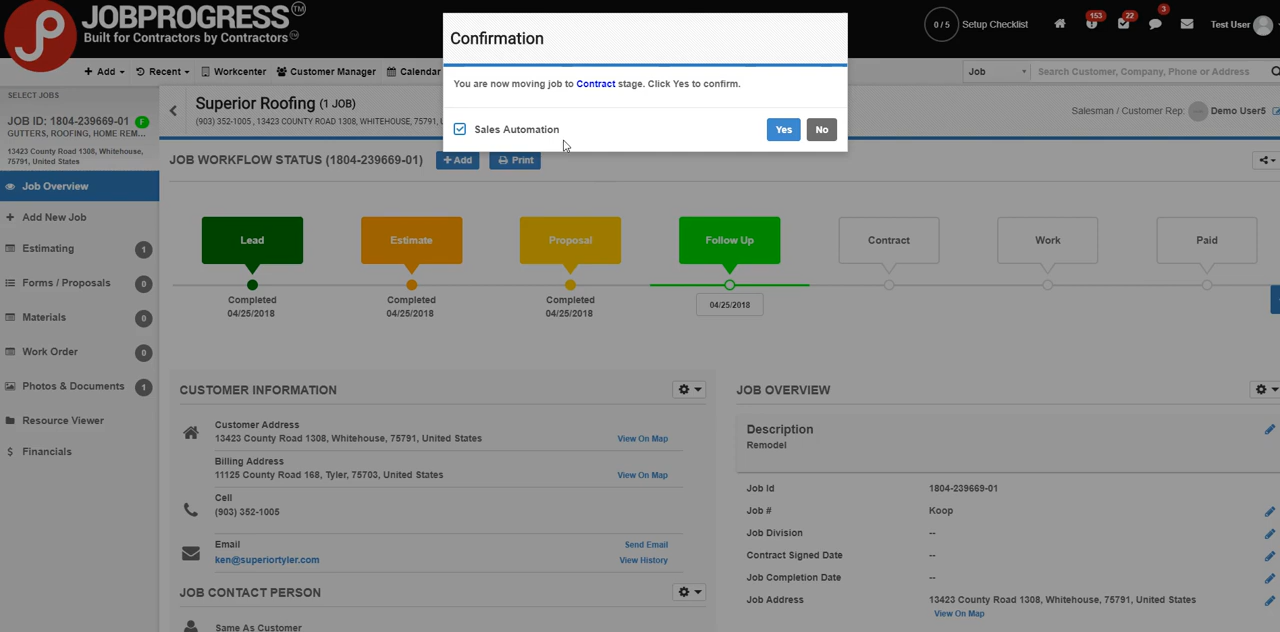 JOBPROGRESS TM
Built for Contractors by Contractors TM
0 / 5 Setup Checklist 153 22 3 Test User
+ Add Recent Workcenter Customer Manager Calendar Job Search Customer, Company, Phone or Address
Confirmation
You are now moving job to Contract stage. Click Yes to confirm.
Sales Automation Yes No
SELECT JOBS
JOB ID: 1804-239669-01 F
GUTTERS, ROOFING, HOME REM...
13423 County Road 1308, Whitehouse,
75791, United States
Job Overview
+ Add New Job
Estimating 1
Forms / Proposals 0
Materials 0
Work Order 0
Photos & Documents 1
Resource Viewer
$ Financials
Superior Roofing (1 JOB)
(903) 352-1005 , 13423 COUNTY ROAD 1308, WHITEHOUSE, 75791, U
Salesman / Customer Rep: Demo User5
JOB WORKFLOW STATUS (1804-239669-01) + Add Print
Lead Estimate Proposal Follow Up Contract Work Paid
Completed Completed Completed
04/25/2018 04/25/2018 04/25/2018 04/25/2018
CUSTOMER INFORMATION
Customer Address
13423 County Road 1308, Whitehouse, 75791, United States View On Map
Billing Address
11125 County Road 168, Tyler, 75703, United States View On Map
Cell
(903) 352-1005
Email Send Email
ken@superiortyler.com View History
JOB CONTACT PERSON
Same As Customer
JOB OVERVIEW
Description
Remodel
Job Id 1804-239669-01
Job # Koop
Job Division --
Contract Signed Date --
Job Completion Date --
Job Address 13423 County Road 1308, Whitehouse, 75791, United States
View On Map